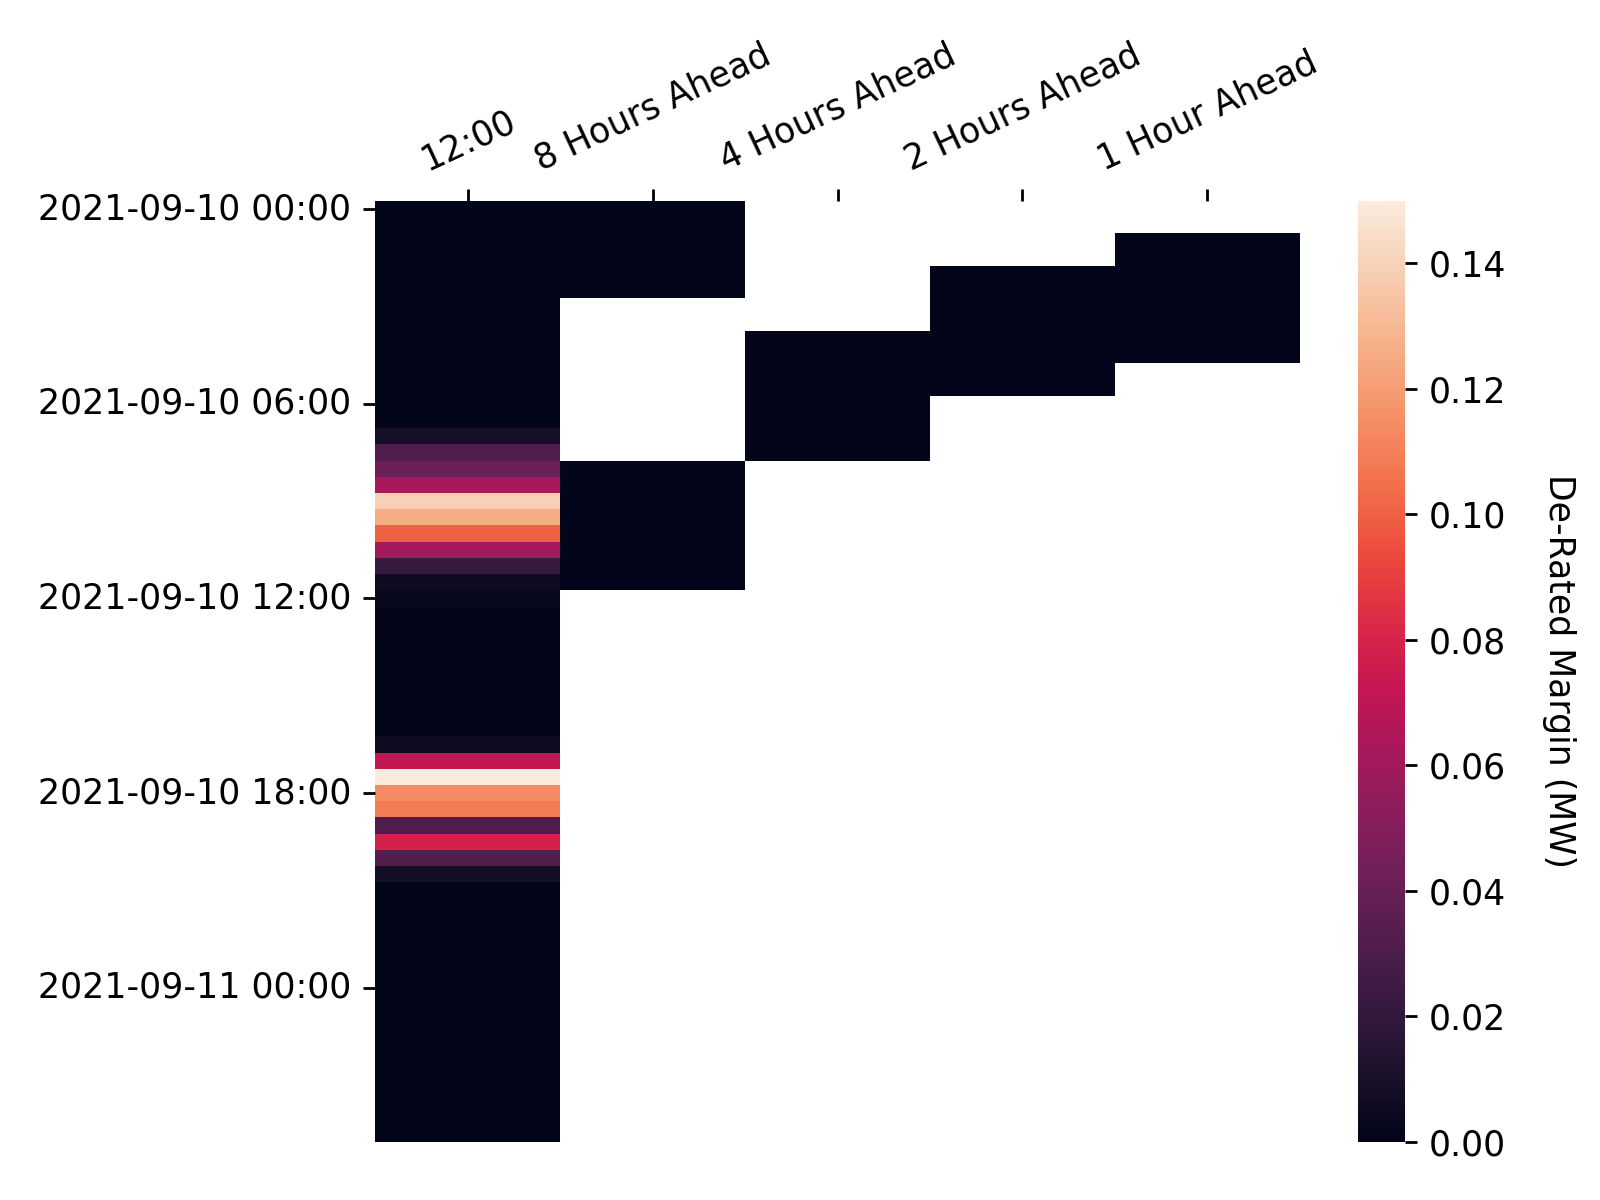 12:00
8 Hours Ahead
4 Hours Ahead
2 Hours Ahead
1 Hour Ahead
2021-09-10 00:00
2021-09-10 06:00
2021-09-10 12:00
2021-09-10 18:00
2021-09-11 00:00
0.14
0.12
0.10
0.08
0.06
0.04
0.02
0.00
De-Rated Margin (MW)